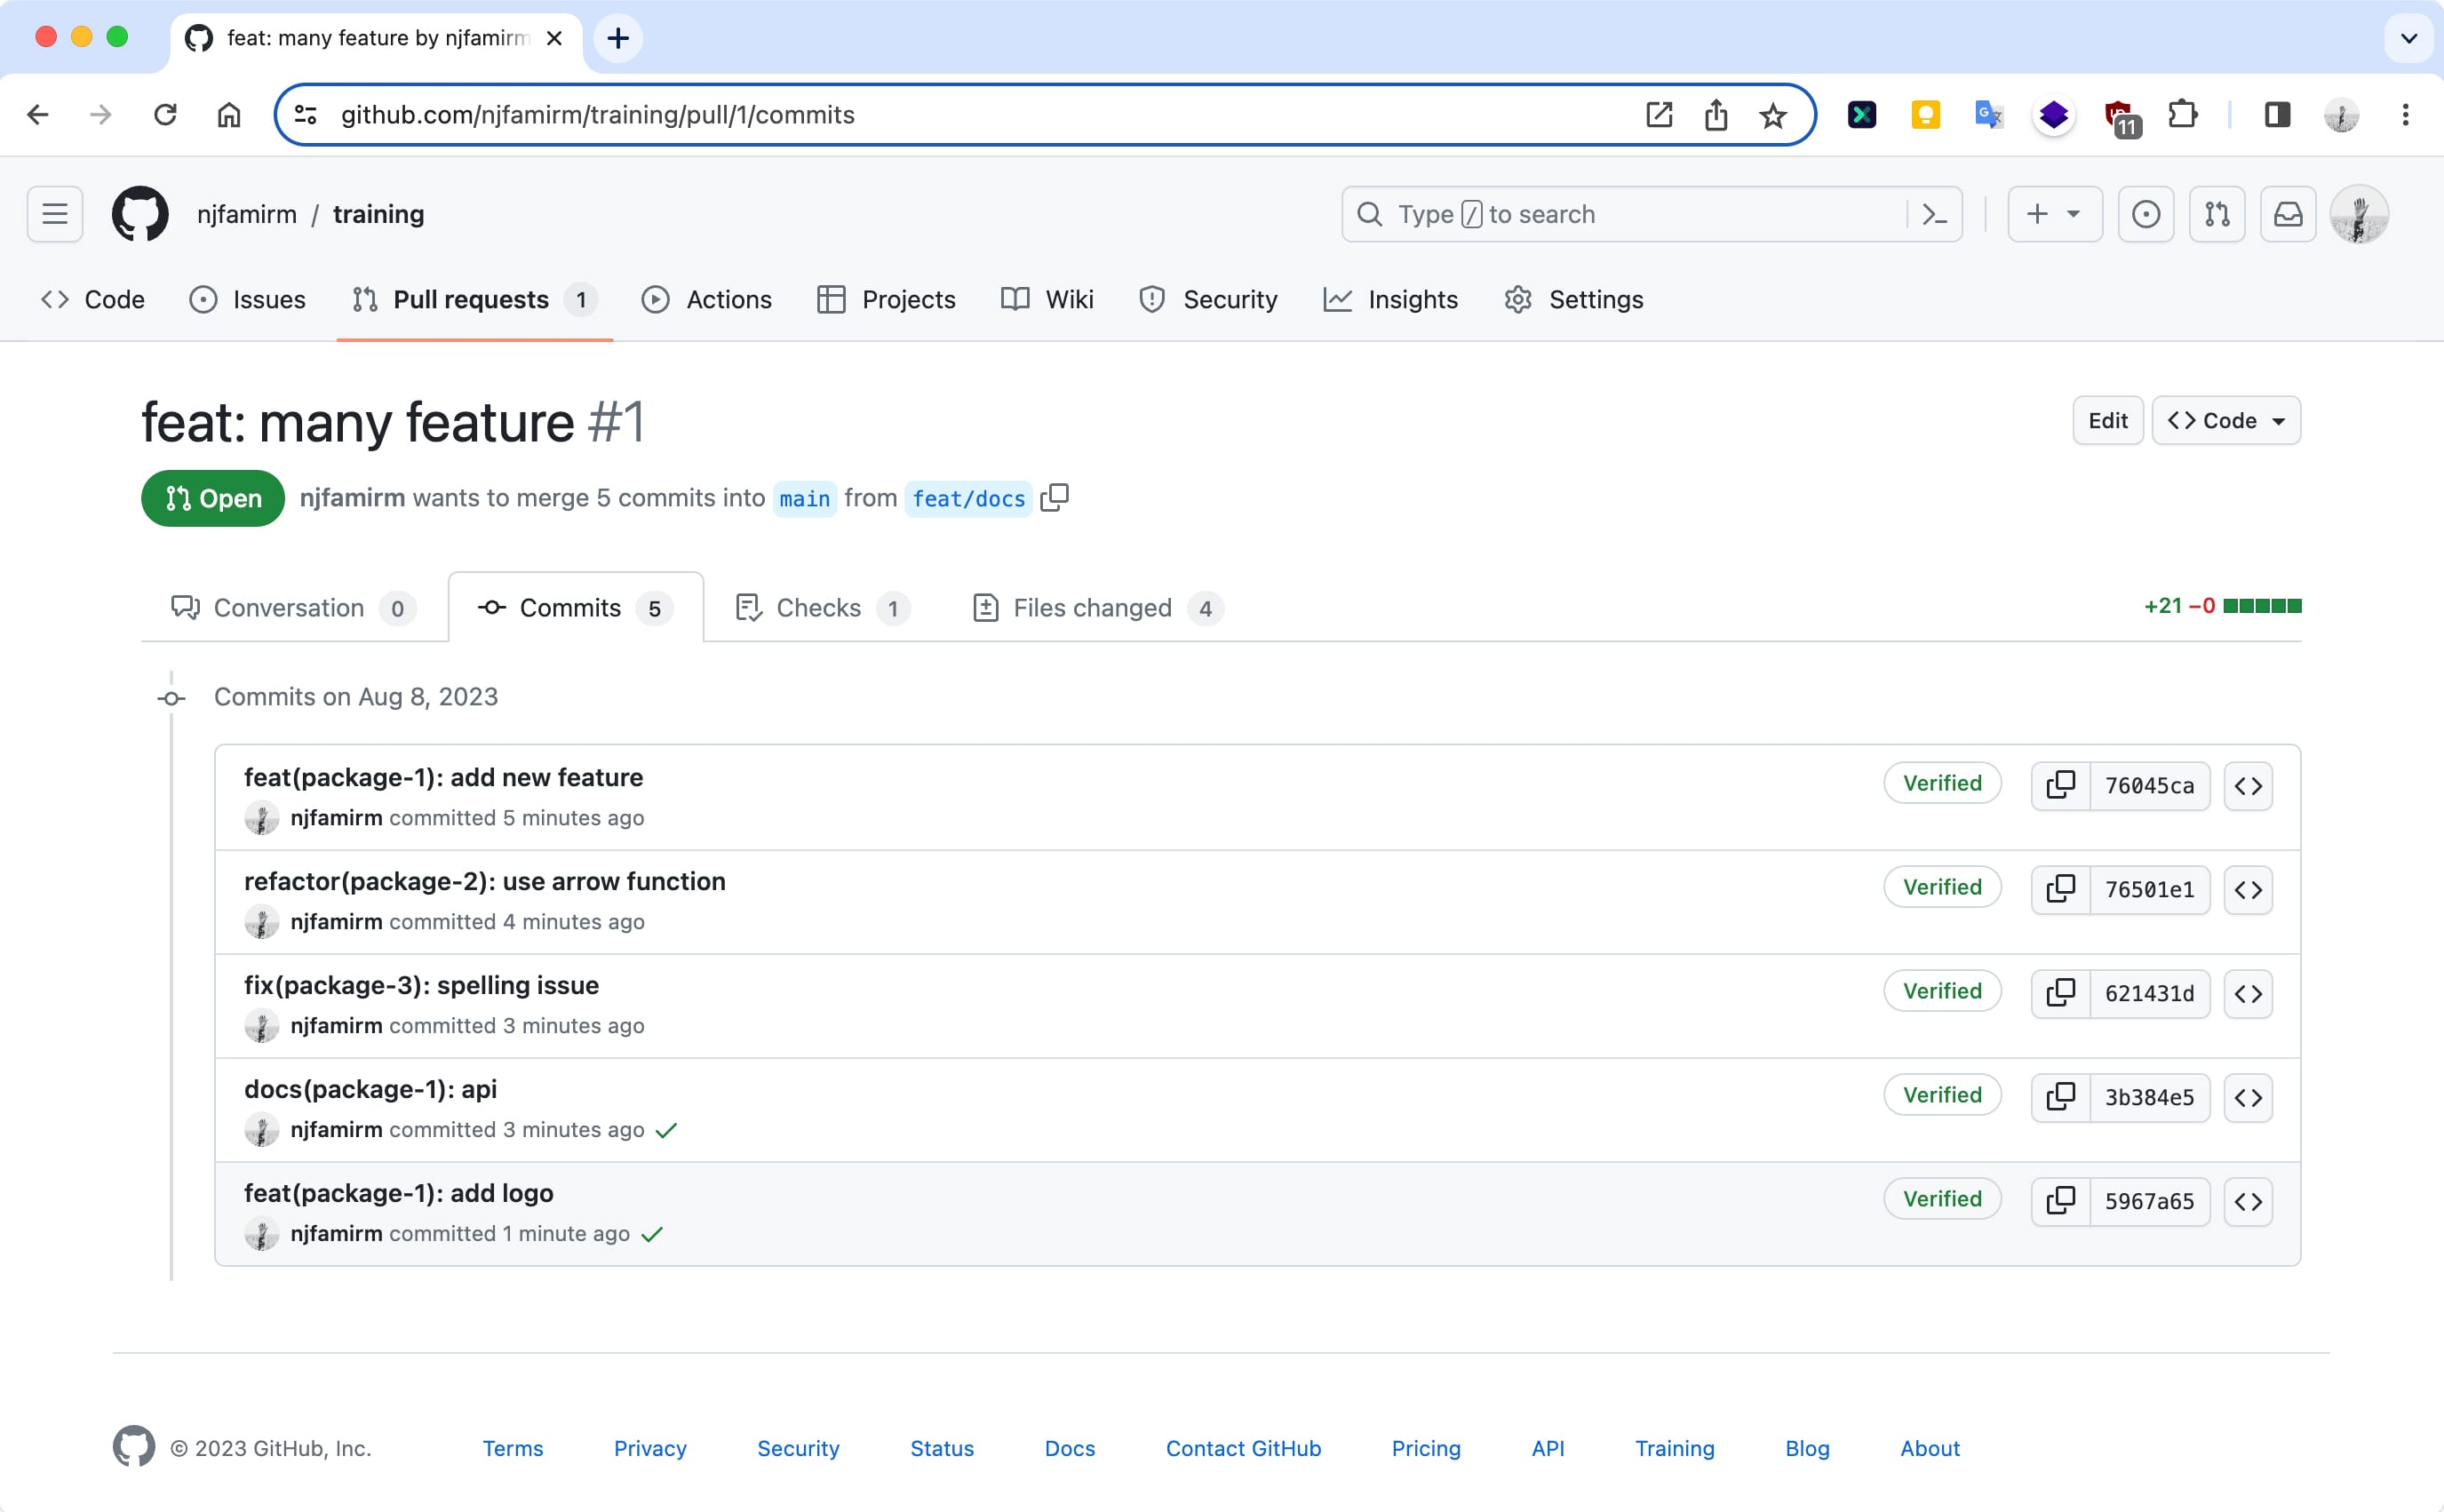 feat: many feature by njfamirm
github.com/njfamirm/training/pull/1/commits
11
njfamirm / training
Type / to search
Code Issues Pull requests 1 Actions Projects Wiki Security Insights Settings
feat: many feature #1
Edit Code
Open njfamirm wants to merge 5 commits into main from feat/docs
Conversation 0 Commits 5 Checks 1 Files changed 4 +21 −0
Commits on Aug 8, 2023
feat(package-1): add new feature
njfamirm committed 5 minutes ago
Verified 76045ca
refactor(package-2): use arrow function
njfamirm committed 4 minutes ago
Verified 76501e1
fix(package-3): spelling issue
njfamirm committed 3 minutes ago
Verified 621431d
docs(package-1): api
njfamirm committed 3 minutes ago
Verified 3b384e5
feat(package-1): add logo
njfamirm committed 1 minute ago
Verified 5967a65
© 2023 GitHub, Inc. Terms Privacy Security Status Docs Contact GitHub Pricing API Training Blog About